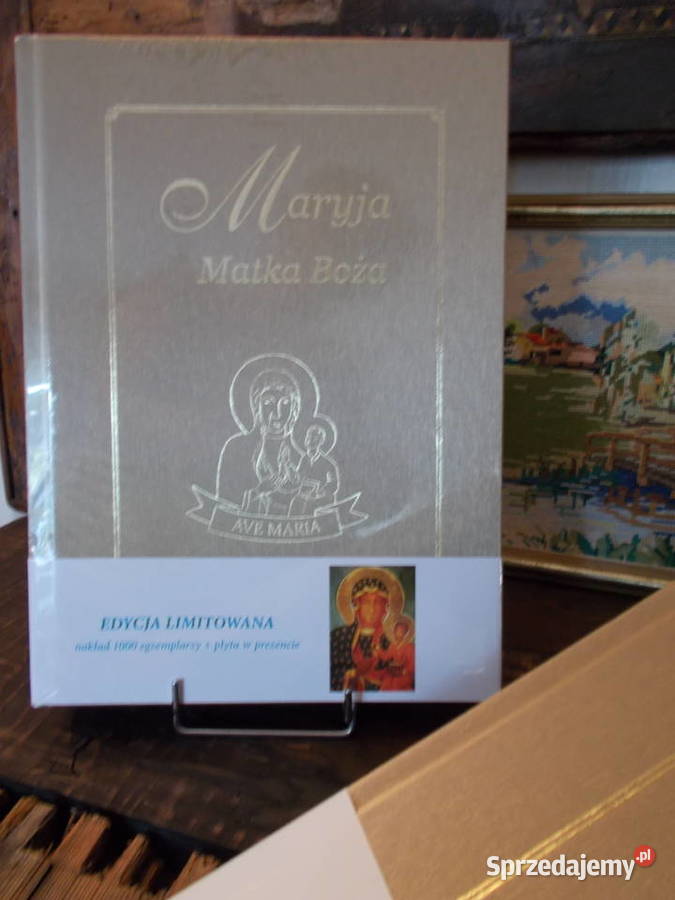 Maryja
Matka Boża
AVE MARIA
EDYCJA LIMITOWANA
nakład 1000 egzemplarzy + płyta w prezencie
Sprzedajemy.pl